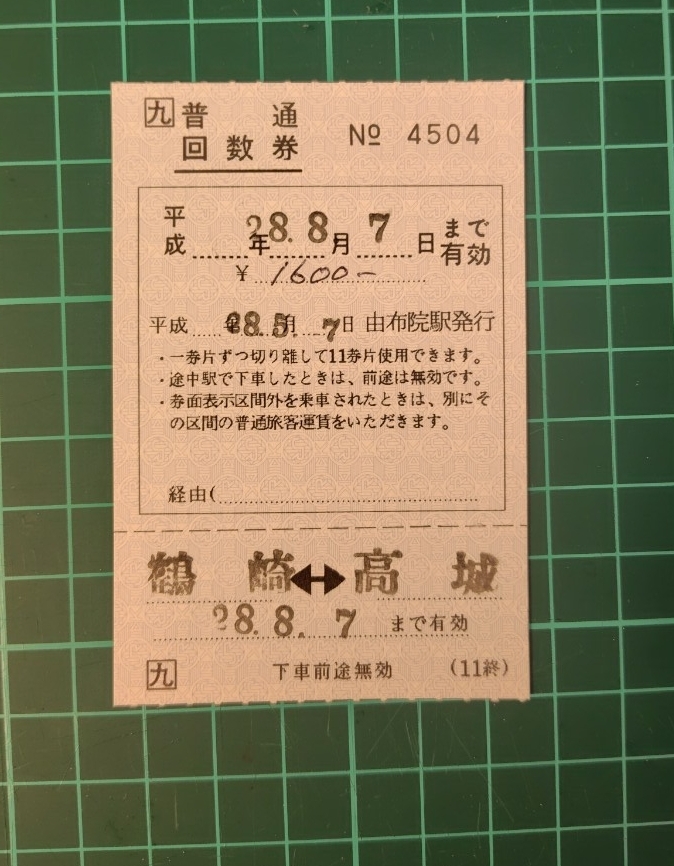 九 普通
回数券
№ 4504
平成 28年8月7日 まで有効
¥ 1600-
平成 28年5月7日 由布院駅発行
・一券片ずつ切り離して11券片使用できます。
・途中駅で下車したときは、前途は無効です。
・券面表示区間外を乗車されたときは、別にそ
の区間の普通旅客運賃をいただきます。
経由(
鶴崎↔高城
28.8.7 まで有効
九 下車前途無効 (11終)